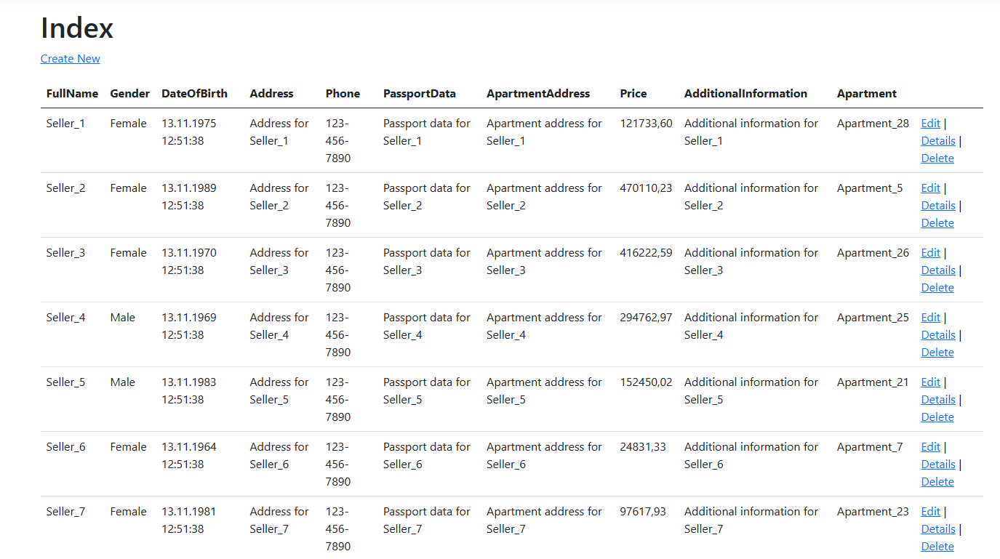 Index
Create New
FullName Gender DateOfBirth Address Phone PassportData ApartmentAddress Price AdditionalInformation Apartment
Seller_1 Female 13.11.1975 Address for 123- Passport data for Apartment address for 121733,60 Additional information for Apartment_28 Edit |
12:51:38 Seller_1 456- Seller_1 Seller_1 Seller_1 Details |
7890 Delete
Seller_2 Female 13.11.1989 Address for 123- Passport data for Apartment address for 470110,23 Additional information for Apartment_5 Edit |
12:51:38 Seller_2 456- Seller_2 Seller_2 Seller_2 Details |
7890 Delete
Seller_3 Female 13.11.1970 Address for 123- Passport data for Apartment address for 416222,59 Additional information for Apartment_26 Edit |
12:51:38 Seller_3 456- Seller_3 Seller_3 Seller_3 Details |
7890 Delete
Seller_4 Male 13.11.1969 Address for 123- Passport data for Apartment address for 294762,97 Additional information for Apartment_25 Edit |
12:51:38 Seller_4 456- Seller_4 Seller_4 Seller_4 Details |
7890 Delete
Seller_5 Male 13.11.1983 Address for 123- Passport data for Apartment address for 152450,02 Additional information for Apartment_21 Edit |
12:51:38 Seller_5 456- Seller_5 Seller_5 Seller_5 Details |
7890 Delete
Seller_6 Female 13.11.1964 Address for 123- Passport data for Apartment address for 24831,33 Additional information for Apartment_7 Edit |
12:51:38 Seller_6 456- Seller_6 Seller_6 Seller_6 Details |
7890 Delete
Seller_7 Female 13.11.1981 Address for 123- Passport data for Apartment address for 97617,93 Additional information for Apartment_23 Edit |
12:51:38 Seller_7 456- Seller_7 Seller_7 Seller_7 Details |
7890 Delete